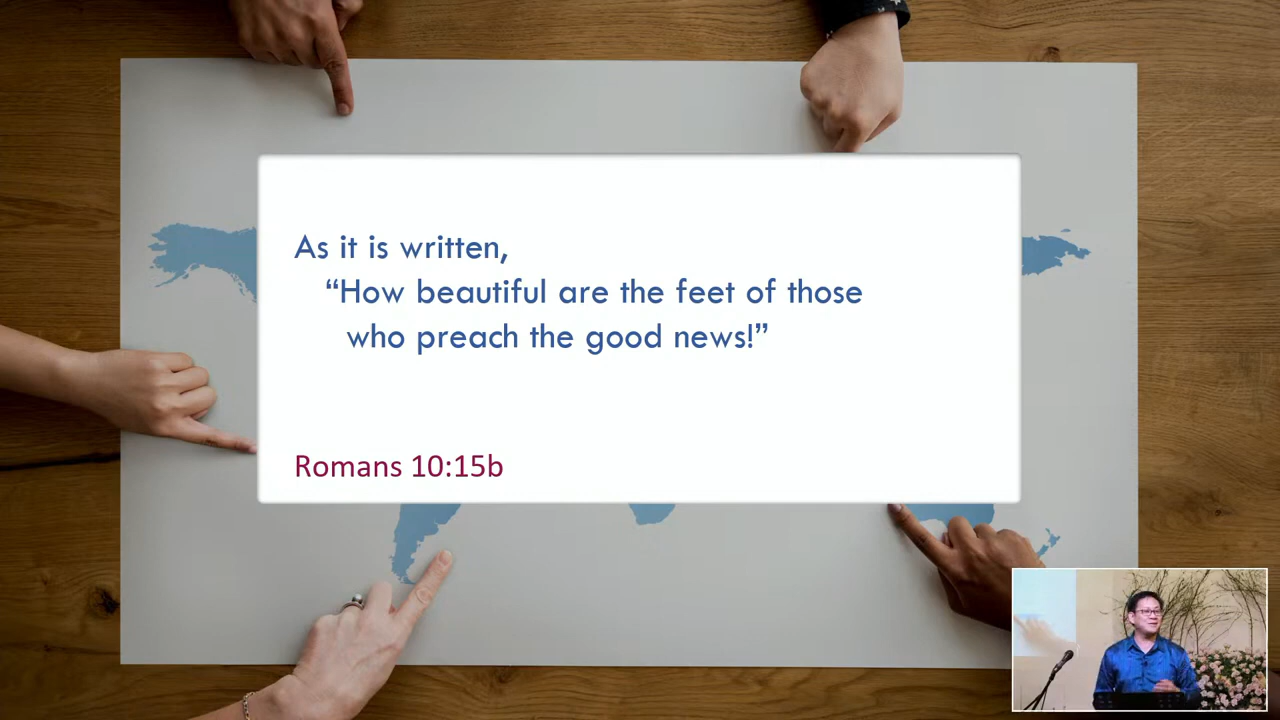 As it is written,
“How beautiful are the feet of those
who preach the good news!”
Romans 10:15b